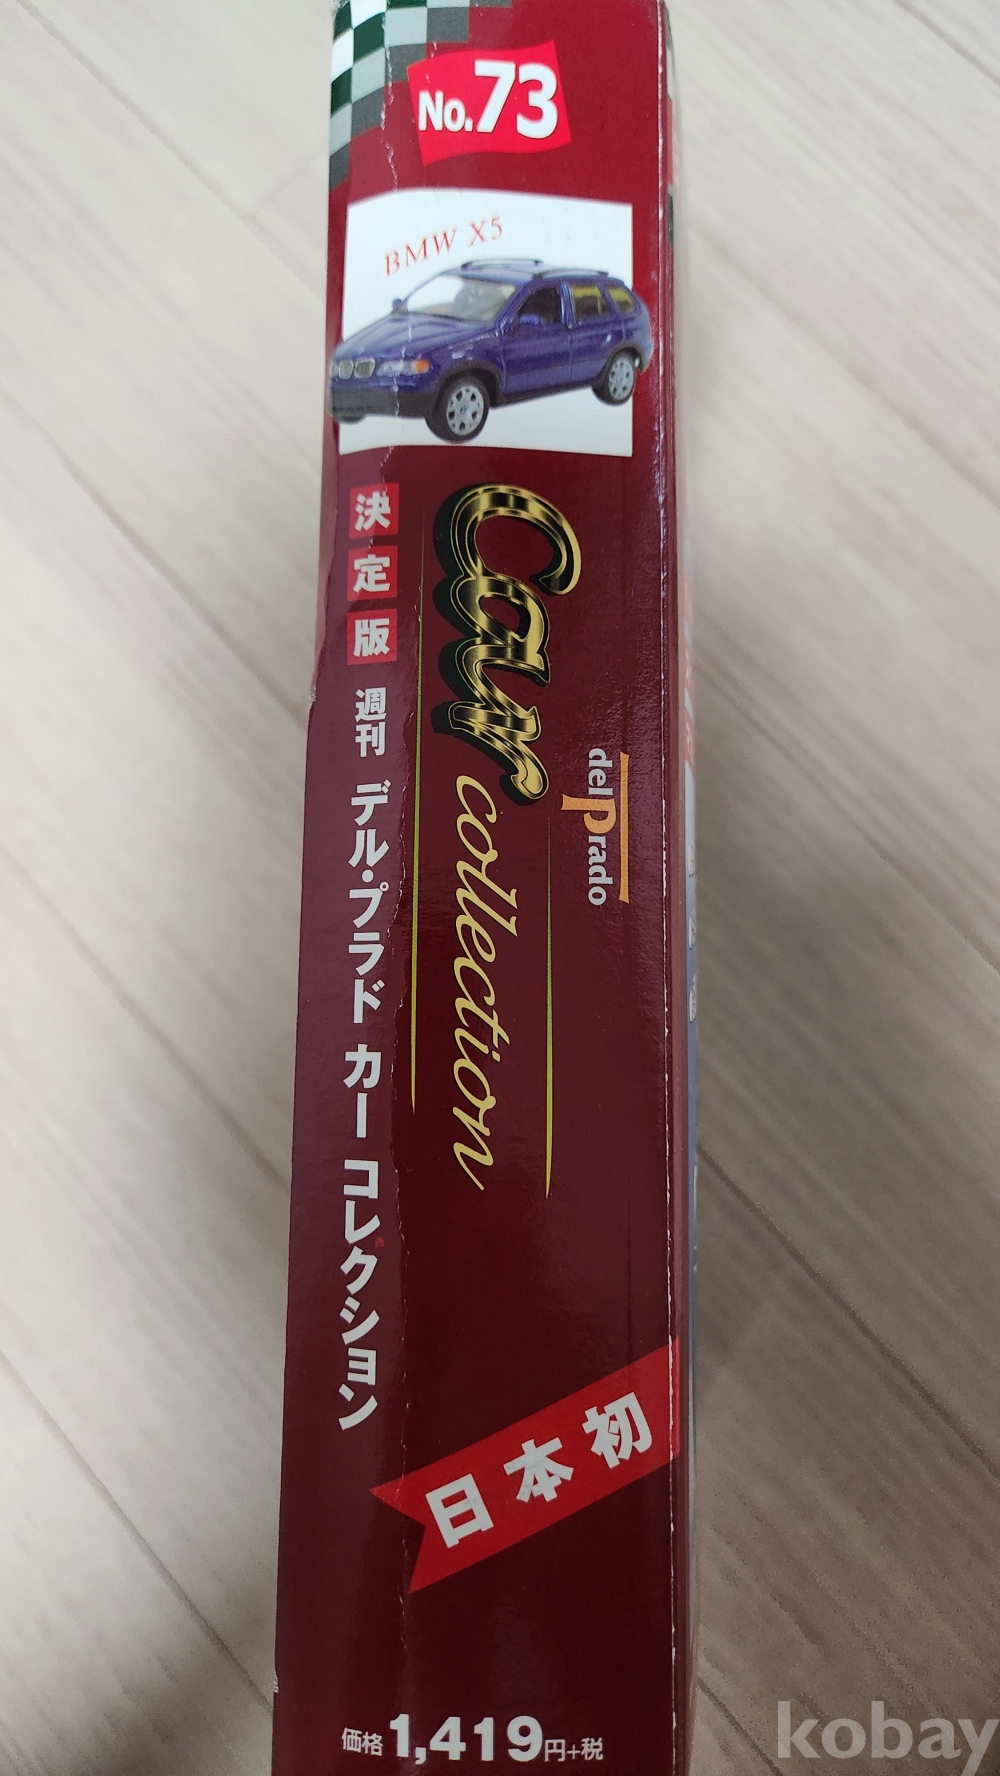 No.73
BMW X5
決定版 週刊 デル・プラド カー コレクション
Car collection
del Prado
日本初
価格1,419円+税
kobay